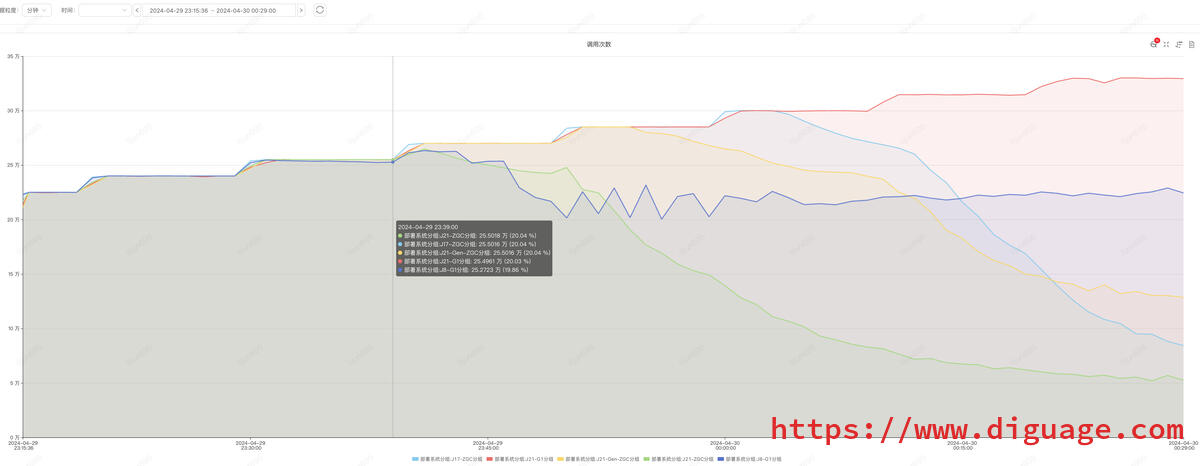 据粒度: 分钟 时间: 2024-04-29 23:15:36 ~ 2024-04-30 00:29:00
调用次数
35 万
30 万
25 万
20 万
15 万
10 万
5 万
0 万
2024-04-29 23:39:00
部署系统分组:J21-ZGC分组: 25.5018 万 (20.04 %)
部署系统分组:J17-ZGC分组: 25.5016 万 (20.04 %)
部署系统分组:J21-Gen-ZGC分组: 25.5016 万 (20.04 %)
部署系统分组:J21-G1分组: 25.4961 万 (20.03 %)
部署系统分组:J8-G1分组: 25.2723 万 (19.86 %)
https://www.diguage.com
2024-04-29 2024-04-29 2024-04-29 2024-04-30 2024-04-30 2024-04-30
23:15:36 23:30:00 23:45:00 00:00:00 00:15:00 00:29:00
部署系统分组:J17-ZGC分组 部署系统分组:J21-G1分组 部署系统分组:J21-Gen-ZGC分组 部署系统分组:J21-ZGC分组 部署系统分组:J8-G1分组